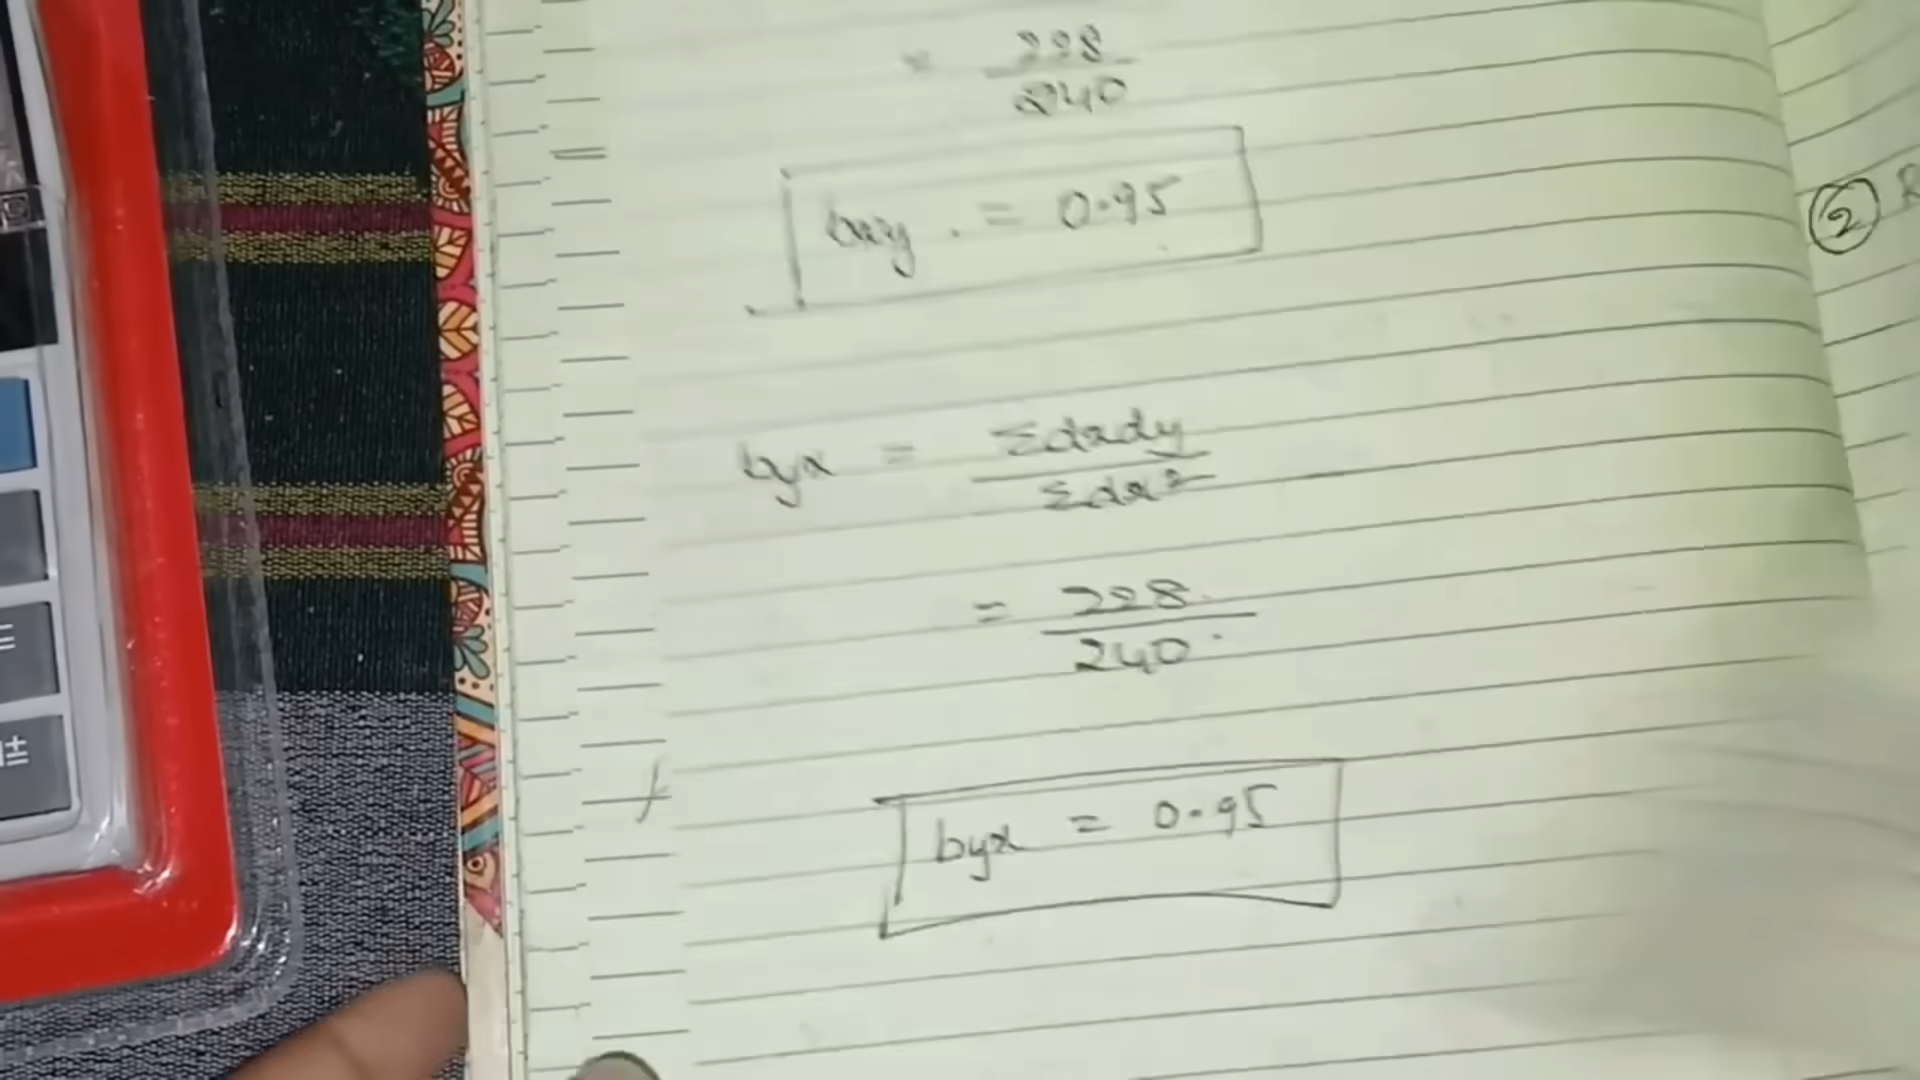 = 228
240
bxy . = 0.95
② R
byx = Σdxdy
Σdx²
= 228
240
byx = 0.95